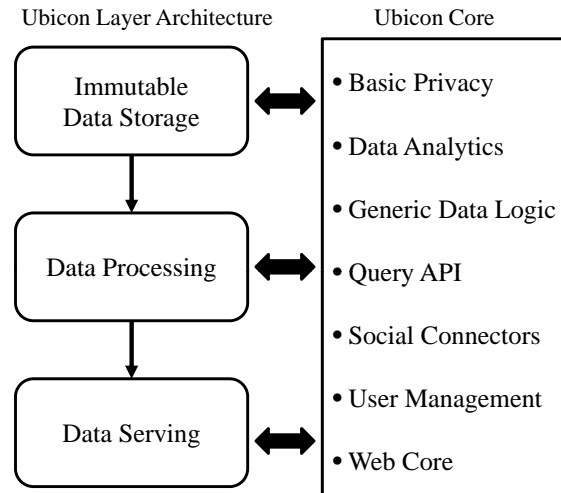 Ubicon Layer Architecture
Immutable
Data Storage
Data Processing
Data Serving
Ubicon Core
• Basic Privacy
• Data Analytics
• Generic Data Logic
• Query API
• Social Connectors
• User Management
• Web Core